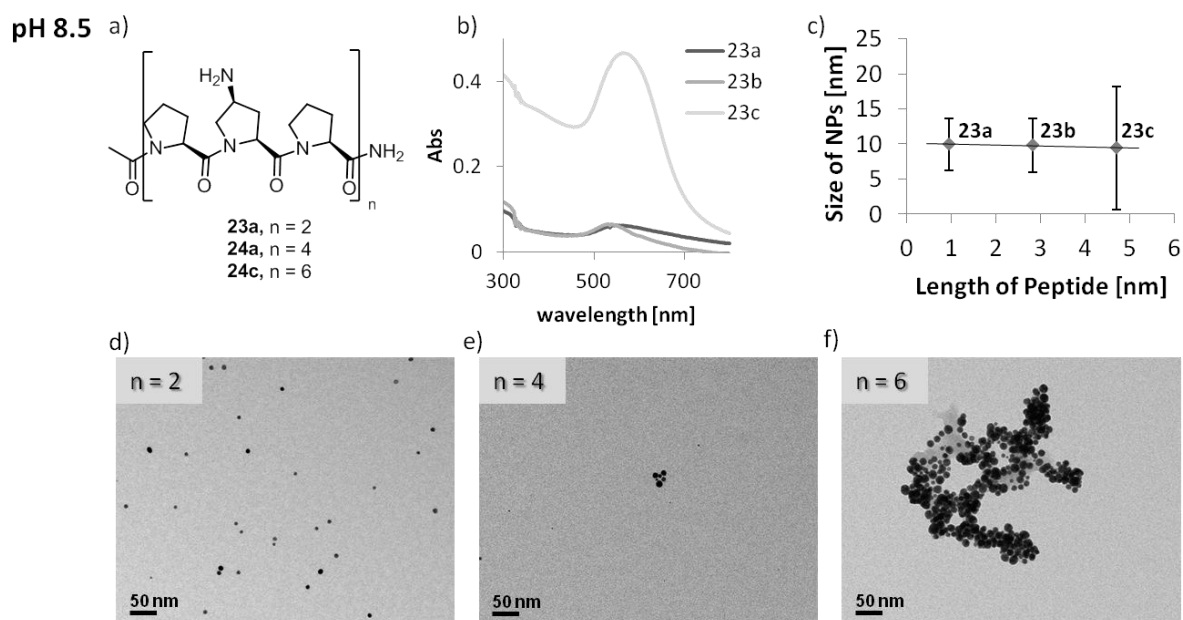 pH 8.5
a)
H₂N
N
N
N
NH₂
O
O
O
O
n
23a, n = 2
24a, n = 4
24c, n = 6
b)
Abs
0.4
0.2
0
300
500
700
wavelength [nm]
23a
23b
23c
c)
Size of NPs [nm]
25
20
15
10
5
0
23a
23b
23c
0 1 2 3 4 5 6
Length of Peptide [nm]
d)
n = 2
50 nm
e)
n = 4
50 nm
f)
n = 6
50 nm